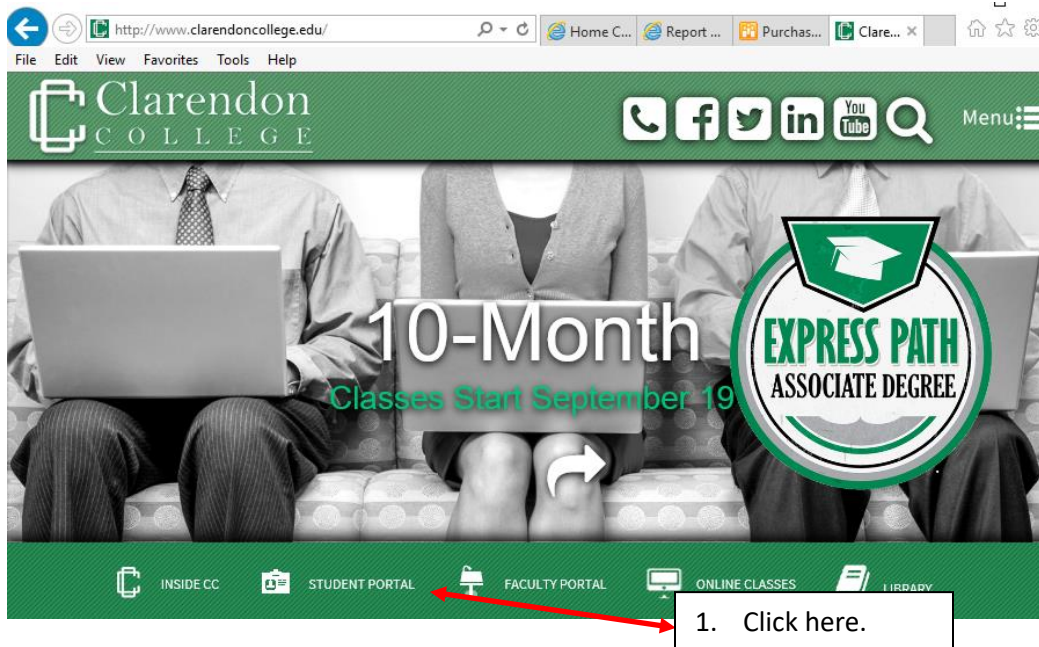 http://www.clarendoncollege.edu/
Home C... Report ... Purchas... Clare...
File Edit View Favorites Tools Help
Clarendon
COLLEGE
You
Tube
Menu
10-Month
Classes Start September 19
EXPRESS PATH
ASSOCIATE DEGREE
INSIDE CC STUDENT PORTAL FACULTY PORTAL ONLINE CLASSES LIBRARY
1. Click here.